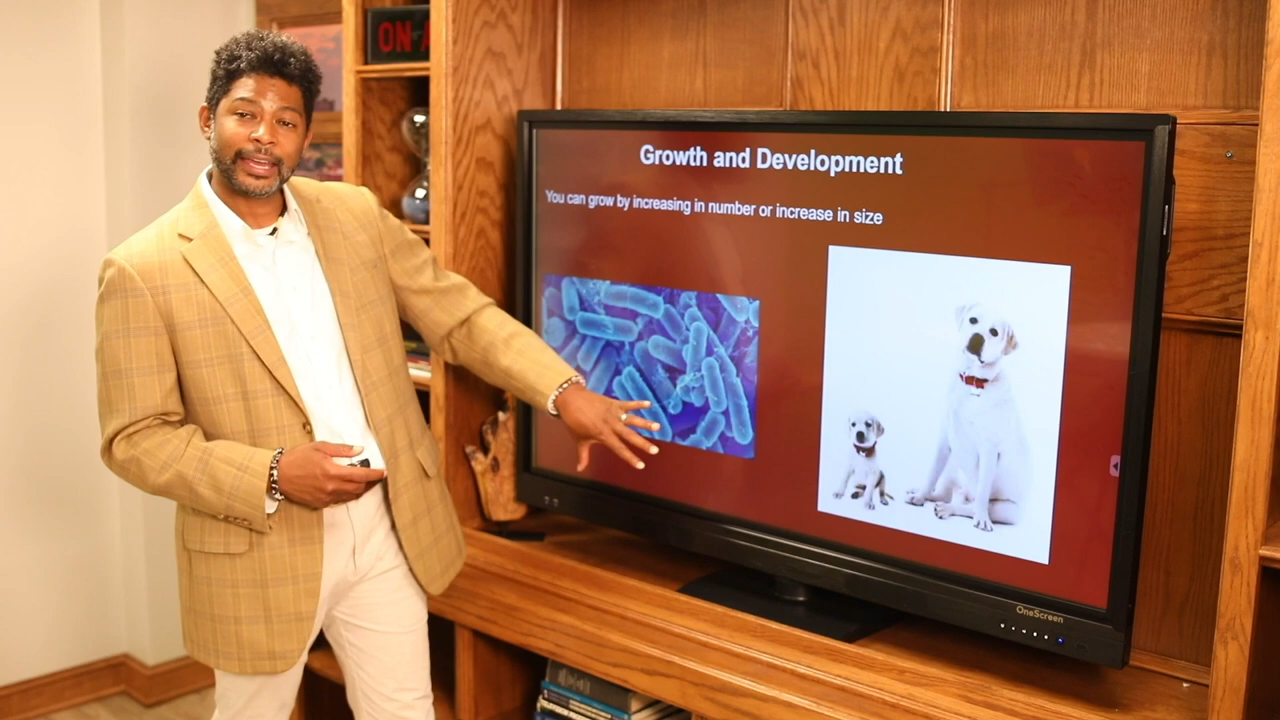 ON A
Growth and Development
You can grow by increasing in number or increase in size
OneScreen